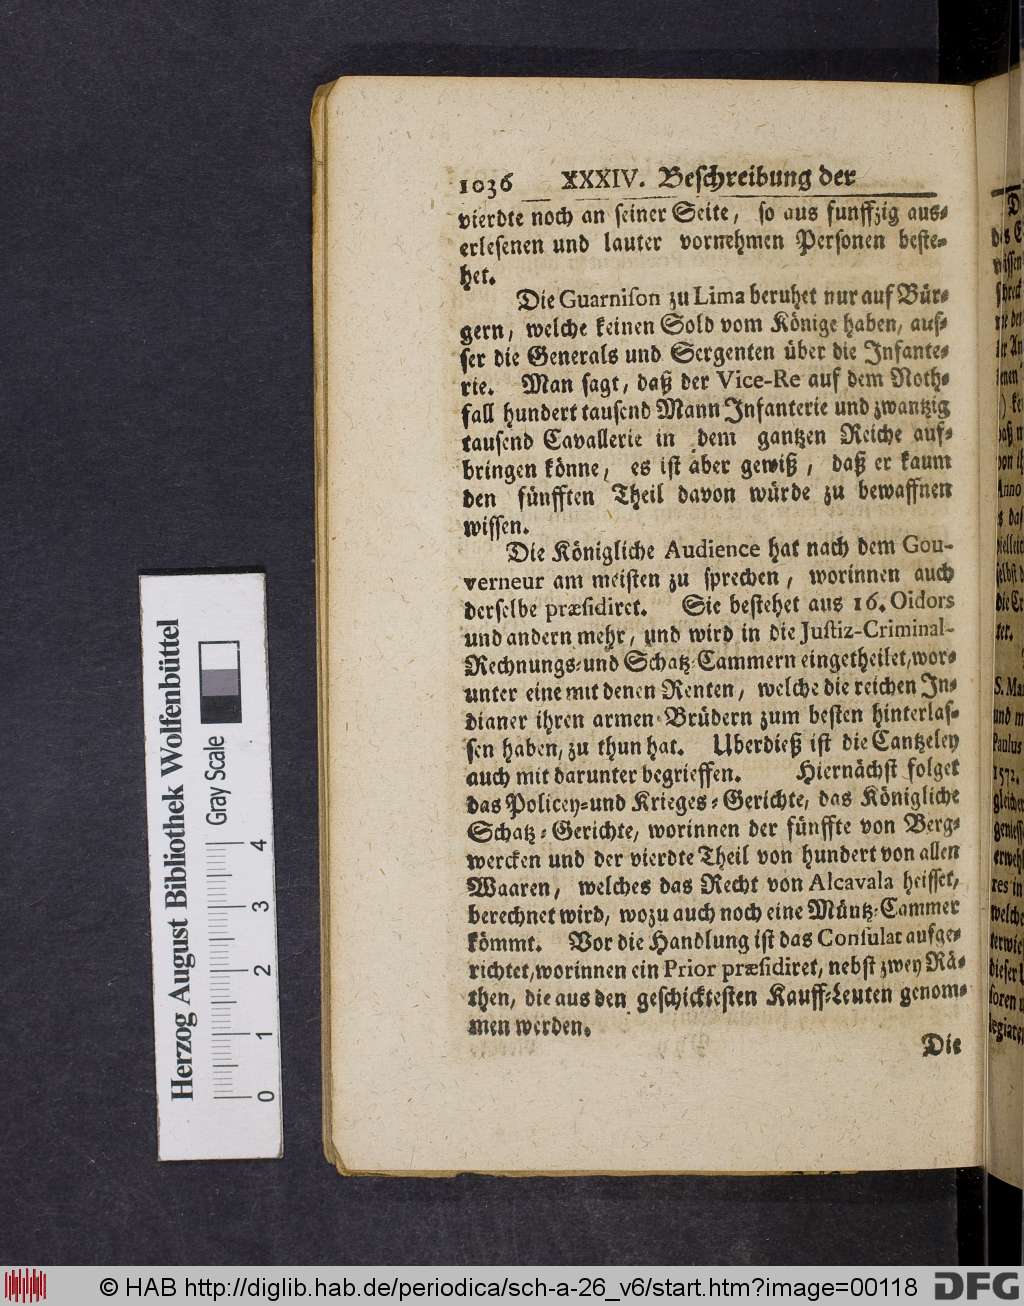 1036 XXXIV. Beschreibung der
vierdte noch an seiner Seite, so aus funffzig aus-
erlesenen und lauter vornehmen Personen beste-
het.
Die Guarnison zu Lima beruhet nur auf Bür-
gern, welche keinen Sold vom Könige haben, aus-
ser die Generals und Sergenten über die Infante-
rie. Man sagt, daß der Vice-Re auf dem Noth-
fall hundert tausend Mann Infanterie und zwantzig
tausend Cavallerie in dem gantzen Reiche auf-
bringen könne, es ist aber gewiß, daß er kaum
den fünfften Theil davon würde zu bewaffnen
wissen.
Die Königliche Audience hat nach dem Gou-
verneur am meisten zu sprechen, worinnen auch
derselbe præsidiret. Sie bestehet aus 16. Oidors
und andern mehr, und wird in die Justiz-Criminal-
Rechnungs-und Schatz-Cammern eingetheilet, wor-
unter eine mit denen Renten, welche die reichen In-
dianer ihren armen Brüdern zum besten hinterlas-
sen haben, zu thun hat. Uberdieß ist die Cantzeley
auch mit darunter begrieffen. Hiernächst folget
das Policey-und Krieges-Gerichte, das Königliche
Schatz-Gerichte, worinnen der fünffte von Berg-
wercken und der vierdte Theil von hundert von allen
Waaren, welches das Recht von Alcavala heisset,
berechnet wird, wozu auch noch eine Müntz-Cammer
kömmt. Vor die Handlung ist das Consulat aufge-
richtet, worinnen ein Prior præsidiret, nebst zwey Rä-
then, die aus den geschicktesten Kauff-Leuten genom-
men werden.
Die
Herzog August Bibliothek Wolfenbüttel
Gray Scale
0 1 2 3 4
© HAB http://diglib.hab.de/periodica/sch-a-26_v6/start.htm?image=00118
DFG